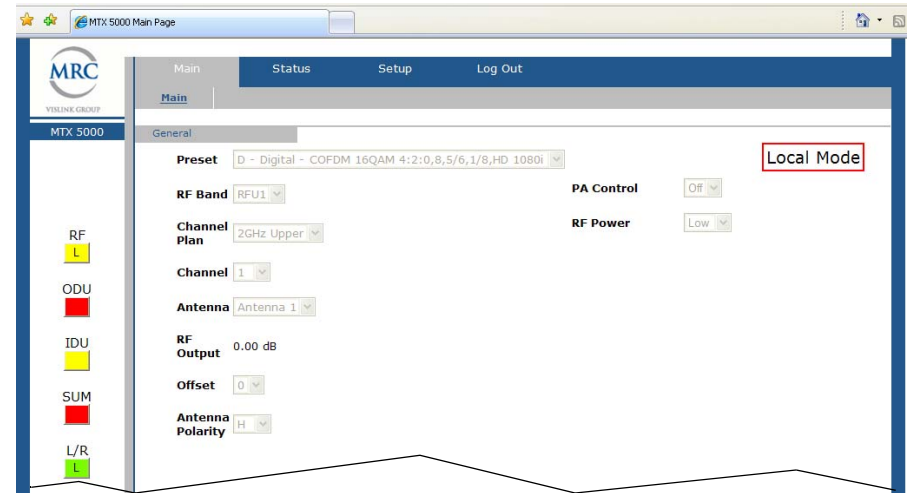 MTX 5000 Main Page
MRC
VISLINK GROUP
MTX 5000
Main Status Setup Log Out
Main
General
Local Mode
Preset D - Digital - COFDM 16QAM 4:2:0,8,5/6,1/8,HD 1080i
RF Band RFU1
PA Control Off
Channel Plan 2GHz Upper
RF Power Low
Channel 1
Antenna Antenna 1
RF Output 0.00 dB
Offset 0
Antenna Polarity H
RF
L
ODU
IDU
SUM
L/R
L